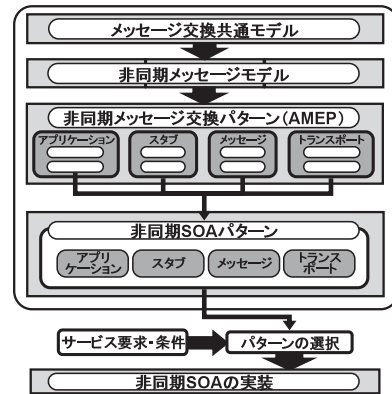 メッセージ交換共通モデル
非同期メッセージモデル
非同期メッセージ交換パターン(AMEP)
アプリケーション
スタブ
メッセージ
トランスポート
非同期SOAパターン
アプリ
ケーション
スタブ
メッセージ
トランス
ポート
サービス要求・条件
パターンの選択
非同期SOAの実装